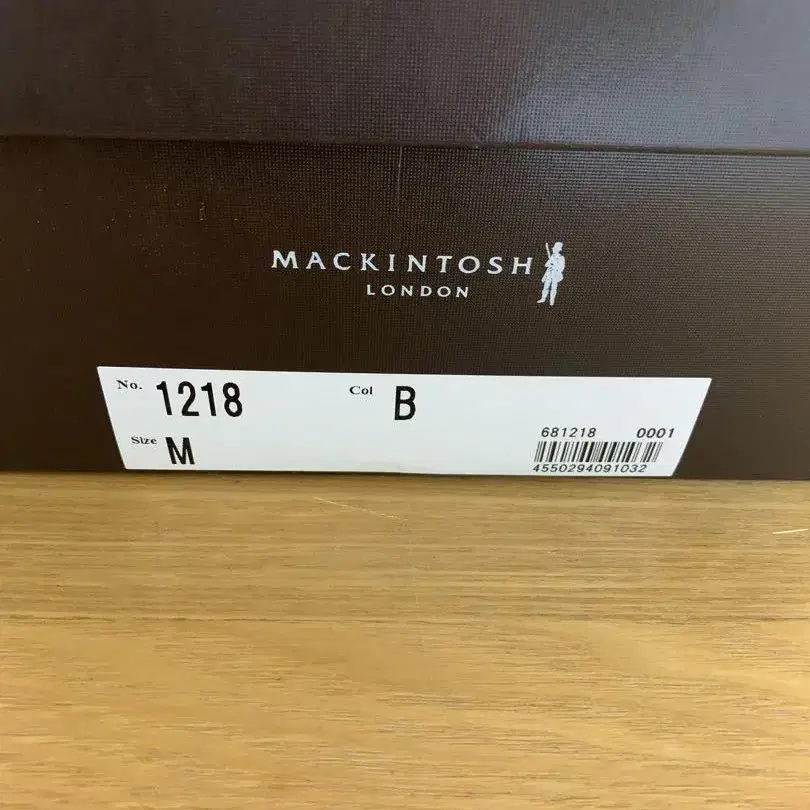 MACKINTOSH
LONDON
No. 1218 Col B
Size M
681218 0001
4550294091032